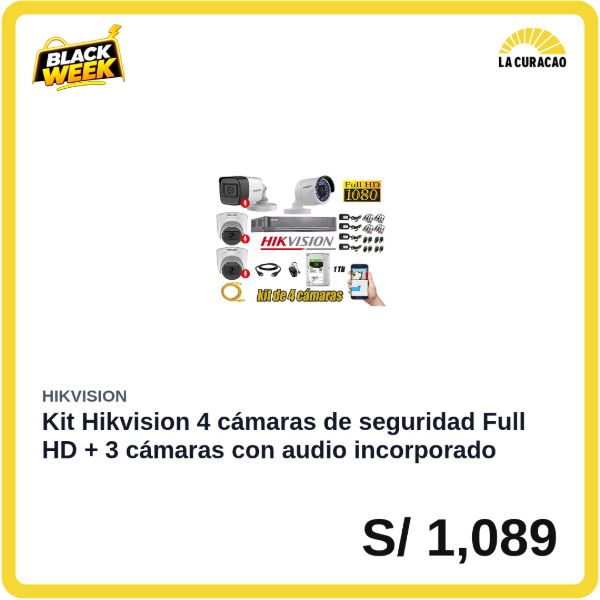 BLACK
WEEK
LA CURACAO
Full HD
1080
HIKVISION
1TB
kit de 4 cámaras
HIKVISION
Kit Hikvision 4 cámaras de seguridad Full
HD + 3 cámaras con audio incorporado
S/ 1,089